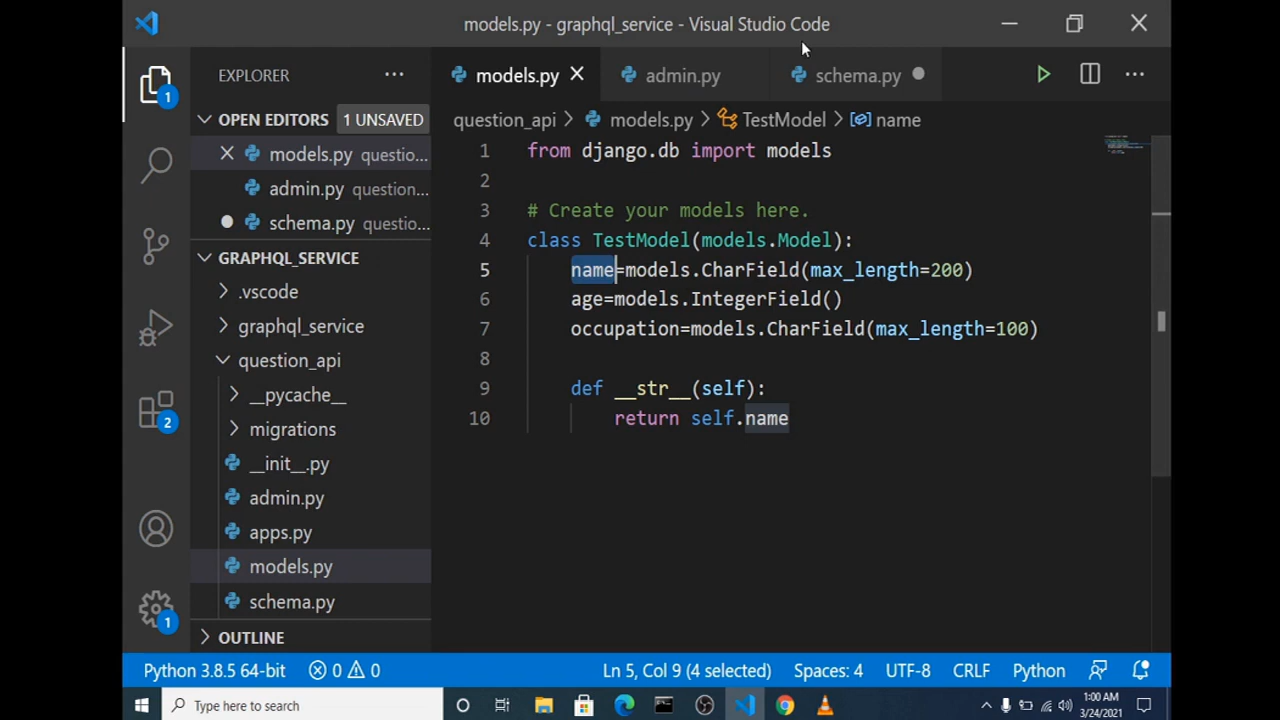 models.py - graphql_service - Visual Studio Code
EXPLORER
models.py
admin.py
schema.py
OPEN EDITORS
1 UNSAVED
question_api > models.py > TestModel > name
models.py questio...
admin.py question...
schema.py questio...
GRAPHQL_SERVICE
.vscode
graphql_service
question_api
__pycache__
migrations
__init__.py
admin.py
apps.py
models.py
schema.py
OUTLINE
1
2
1
1 from django.db import models
2
3 # Create your models here.
4 class TestModel(models.Model):
5 name=models.CharField(max_length=200)
6 age=models.IntegerField()
7 occupation=models.CharField(max_length=100)
8
9 def __str__(self):
10 return self.name
Python 3.8.5 64-bit
0
0
Ln 5, Col 9 (4 selected)
Spaces: 4
UTF-8
CRLF
Python
Type here to search
1:00 AM
3/24/2021